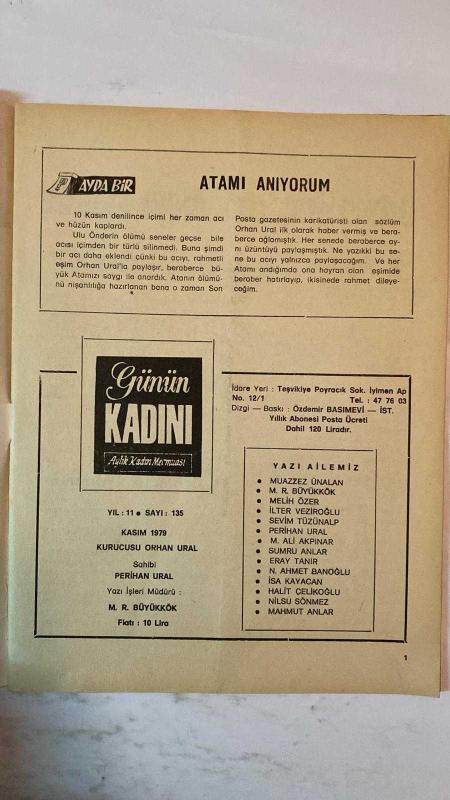 AYDA BİR
ATAMI ANIYORUM
10 Kasım denilince içimi her zaman acı
ve hüzün kaplardı.
Ulu Önderin ölümü seneler geçse bile
acısı içimden bir türlü silinmedi. Buna şimdi
bir acı daha eklendi çünki bu acıyı, rahmetli
eşim Orhan Ural'la paylaşır, beraberce bü-
yük Atamızı saygı ile anardık. Atanın ölümü-
nü nişanlılığa hazırlanan bana o zaman Son
Posta gazetesinin karikatüristi olan sözlüm
Orhan Ural ilk olarak haber vermiş ve bera-
berce ağlamıştık. Her senede beraberce ay-
nı üzüntüyü paylaşmıştık. Ne yazıkki bu se-
ne bu acıyı yalnızca paylaşacağım. Ve her
Atamı andığımda ona hayran olan eşimide
beraber hatırlayıp, ikisinede rahmet dileye-
ceğim.
Günün
KADINI
Aylık Kadın Mecmuası
YIL : 11 ● SAYI : 135
KASIM 1979
KURUCUSU ORHAN URAL
Sahibi
PERİHAN URAL
Yazı İşleri Müdürü :
M. R. BÜYÜKKÖK
Fiatı : 10 Lira
İdare Yeri : Teşvikiye Poyracık Sok. İyimen Ap
No. 12/1 Tel. : 47 76 03
Dizgi — Baskı : Özdemir BASIMEVİ — İST.
Yıllık Abonesi Posta Ücreti
Dahil 120 Liradır.
YAZI AİLEMİZ
● MUAZZEZ ÜNALAN
● M. R. BÜYÜKKÖK
● MELİH ÖZER
● İLTER VEZİROĞLU
● SEVİM TÜZÜNALP
● PERİHAN URAL
● M. ALİ AKPINAR
● SUMRU ANLAR
● ERAY TANIR
● N. AHMET BANOĞLU
● İSA KAYACAN
● HALİT ÇELİKOĞLU
● NİLSU SÖNMEZ
● MAHMUT ANLAR
1